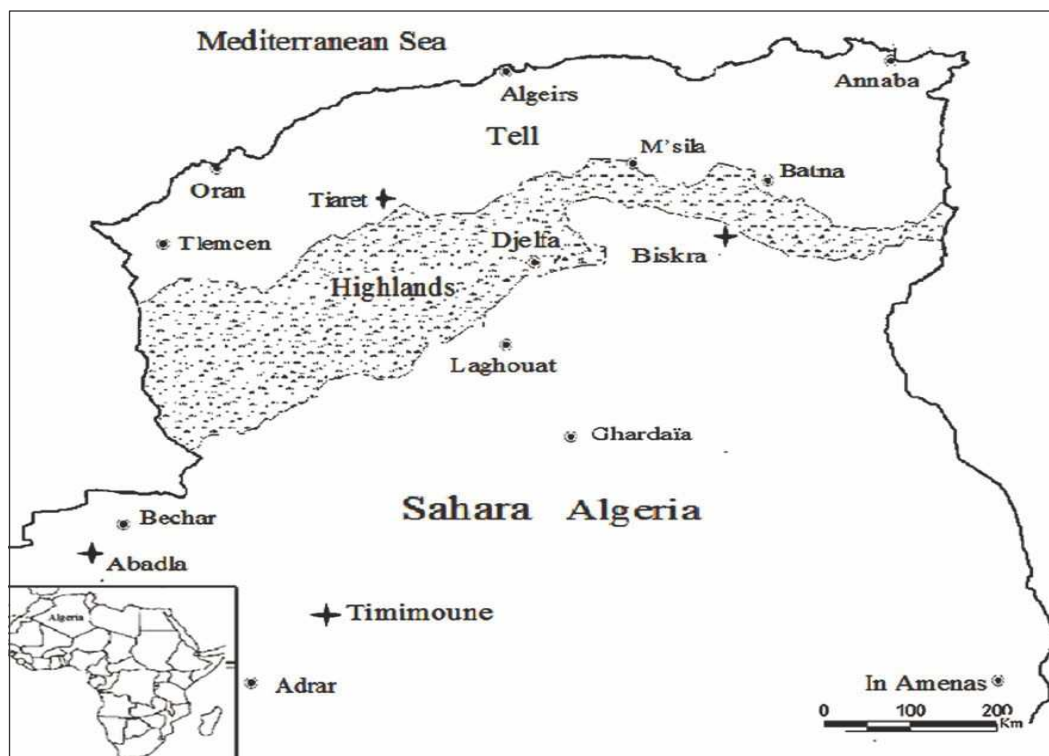 Mediterranean Sea
Algeirs
Annaba
Tell
M'sila
Batna
Oran
Tiaret
Tlemcen
Djelfa
Biskra
Highlands
Laghouat
Ghardaïa
Sahara Algeria
Bechar
Abadla
Algeria
Timimoune
Adrar
In Amenas
0 100 200
Km